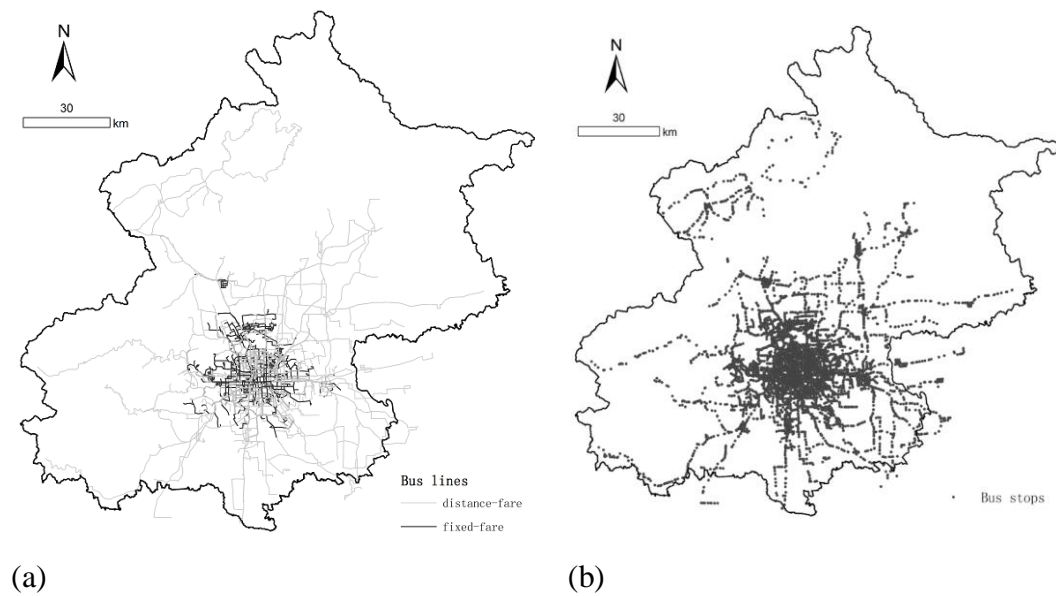 N
30
km
Bus lines
distance-fare
fixed-fare
(a)
N
30
km
Bus stops
(b)